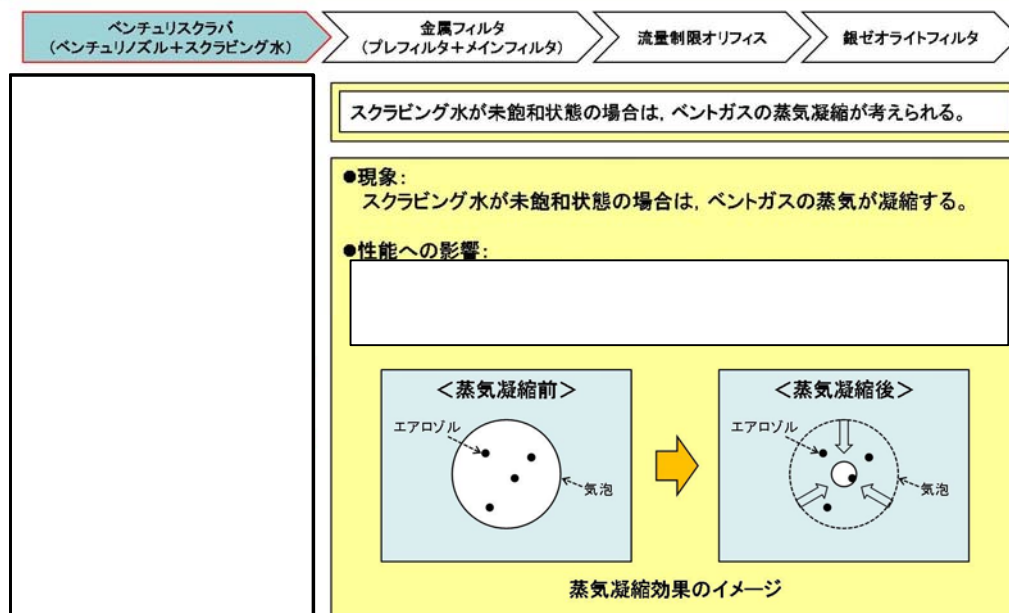 ベンチュリスクラバ
(ベンチュリノズル+スクラビング水)
金属フィルタ
(プレフィルタ+メインフィルタ)
流量制限オリフィス
銀ゼオライトフィルタ
スクラビング水が未飽和状態の場合は，ベントガスの蒸気凝縮が考えられる。
●現象：
スクラビング水が未飽和状態の場合は，ベントガスの蒸気が凝縮する。
●性能への影響：
＜蒸気凝縮前＞
エアロゾル
気泡
＜蒸気凝縮後＞
エアロゾル
気泡
蒸気凝縮効果のイメージ